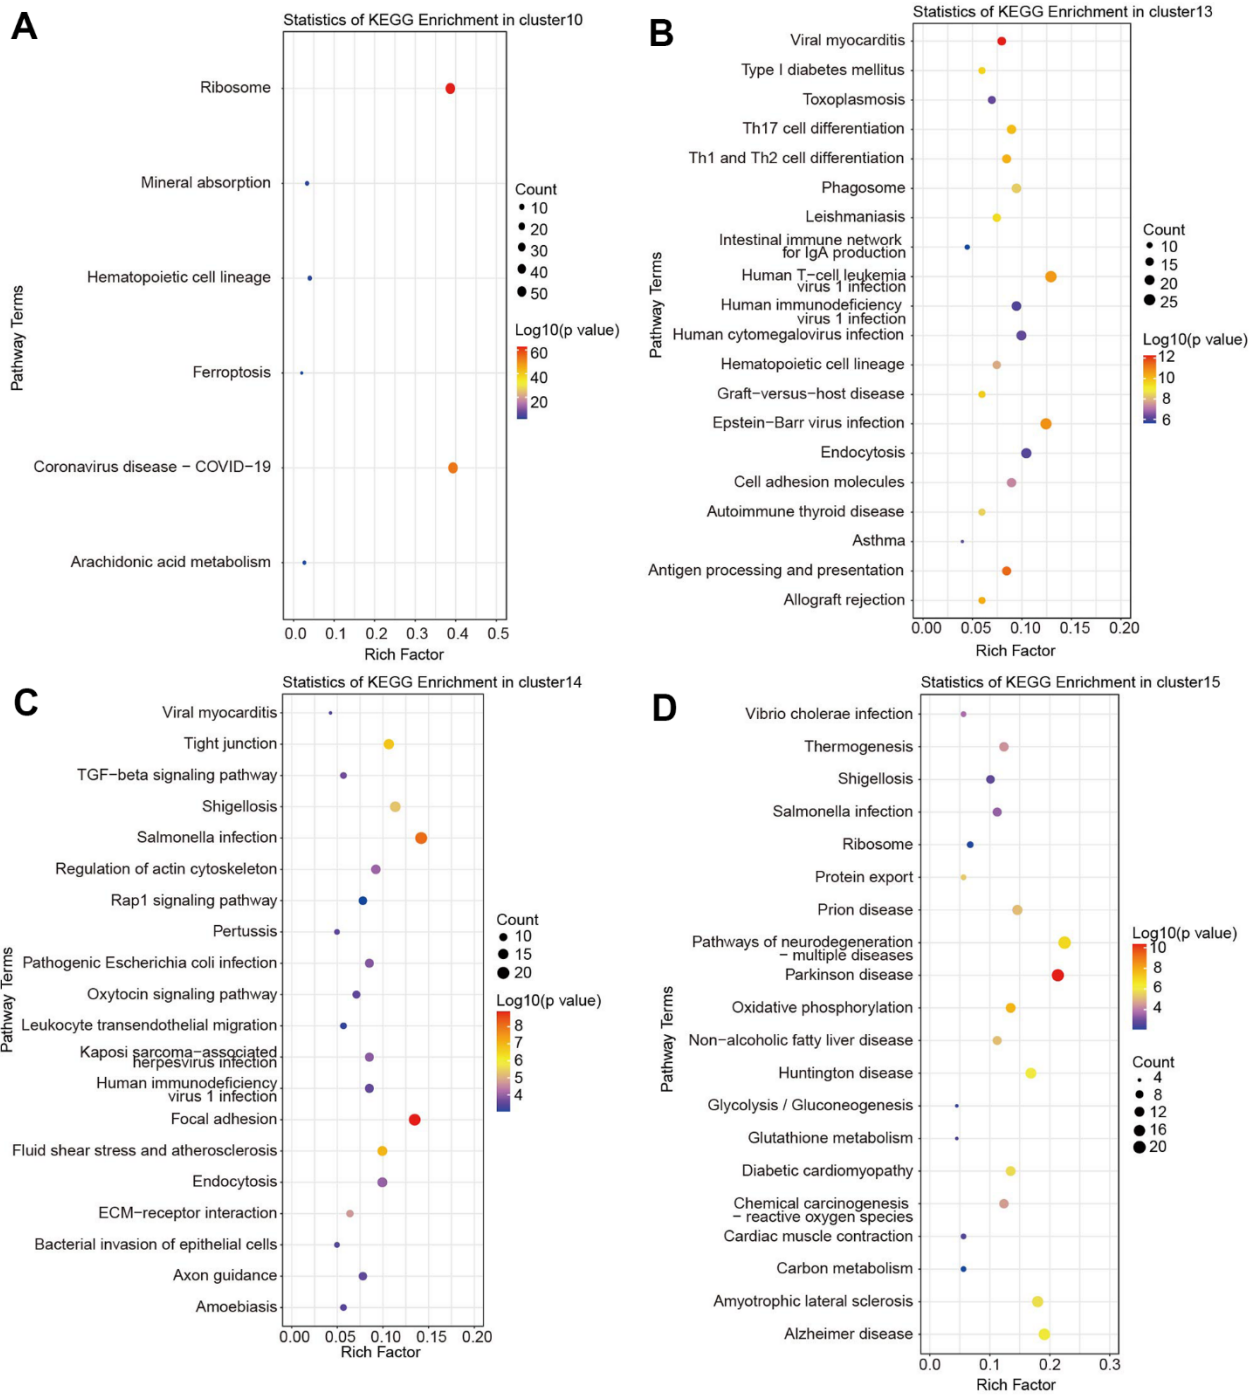 A
Statistics of KEGG Enrichment in cluster10
Pathway Terms
Ribosome
Mineral absorption
Hematopoietic cell lineage
Ferroptosis
Coronavirus disease − COVID−19
Arachidonic acid metabolism
0.0 0.1 0.2 0.3 0.4 0.5
Rich Factor
Count
10
20
30
40
50
Log10(p value)
60
40
20
B
Statistics of KEGG Enrichment in cluster13
Pathway Terms
Viral myocarditis
Type I diabetes mellitus
Toxoplasmosis
Th17 cell differentiation
Th1 and Th2 cell differentiation
Phagosome
Leishmaniasis
Intestinal immune network
for IgA production
Human T−cell leukemia
virus 1 infection
Human immunodeficiency
virus 1 infection
Human cytomegalovirus infection
Hematopoietic cell lineage
Graft−versus−host disease
Epstein−Barr virus infection
Endocytosis
Cell adhesion molecules
Autoimmune thyroid disease
Asthma
Antigen processing and presentation
Allograft rejection
0.00 0.05 0.10 0.15 0.20
Rich Factor
Count
10
15
20
25
Log10(p value)
12
10
8
6
C
Statistics of KEGG Enrichment in cluster14
Pathway Terms
Viral myocarditis
Tight junction
TGF−beta signaling pathway
Shigellosis
Salmonella infection
Regulation of actin cytoskeleton
Rap1 signaling pathway
Pertussis
Pathogenic Escherichia coli infection
Oxytocin signaling pathway
Leukocyte transendothelial migration
Kaposi sarcoma−associated
herpesvirus infection
Human immunodeficiency
virus 1 infection
Focal adhesion
Fluid shear stress and atherosclerosis
Endocytosis
ECM−receptor interaction
Bacterial invasion of epithelial cells
Axon guidance
Amoebiasis
0.00 0.05 0.10 0.15 0.20
Rich Factor
Count
10
15
20
Log10(p value)
8
7
6
5
4
D
Statistics of KEGG Enrichment in cluster15
Pathway Terms
Vibrio cholerae infection
Thermogenesis
Shigellosis
Salmonella infection
Ribosome
Protein export
Prion disease
Pathways of neurodegeneration
− multiple diseases
Parkinson disease
Oxidative phosphorylation
Non−alcoholic fatty liver disease
Huntington disease
Glycolysis / Gluconeogenesis
Glutathione metabolism
Diabetic cardiomyopathy
Chemical carcinogenesis
− reactive oxygen species
Cardiac muscle contraction
Carbon metabolism
Amyotrophic lateral sclerosis
Alzheimer disease
0.0 0.1 0.2 0.3
Rich Factor
Log10(p value)
10
8
6
4
Count
4
8
12
16
20